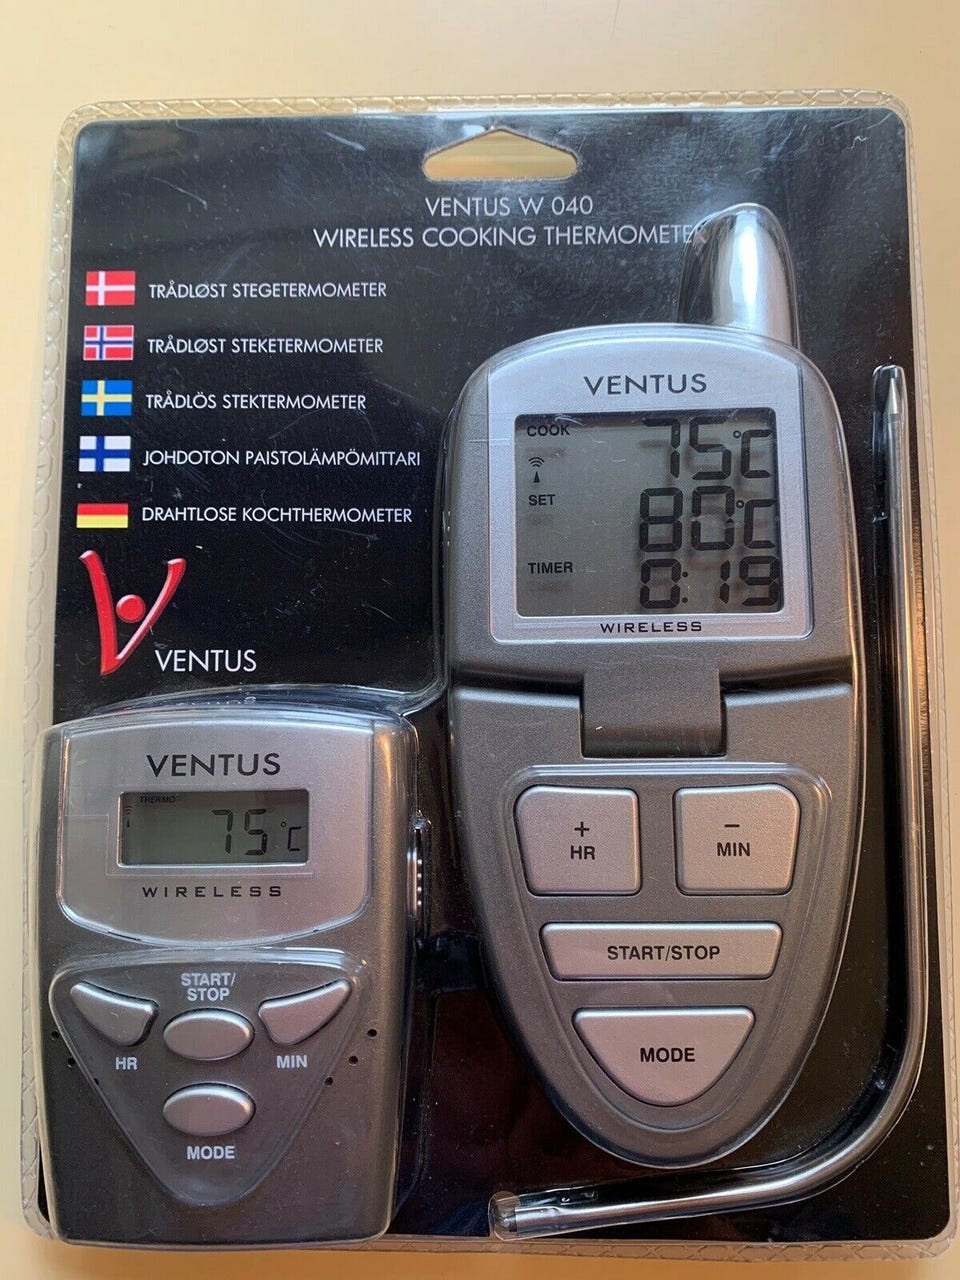 VENTUS W 040
WIRELESS COOKING THERMOMETER
TRÅDLØST STEGETERMOMETER
TRÅDLØST STEKETERMOMETER
TRÅDLÖS STEKTERMOMETER
JOHDOTON PAISTOLÄMPÖMITTARI
DRAHTLOSE KOCHTHERMOMETER
VENTUS
VENTUS
COOK 75°C
SET 80°C
TIMER 0:19
WIRELESS
+ HR
− MIN
START/STOP
MODE
VENTUS
THERMO
75°C
WIRELESS
START/
STOP
HR
MIN
MODE